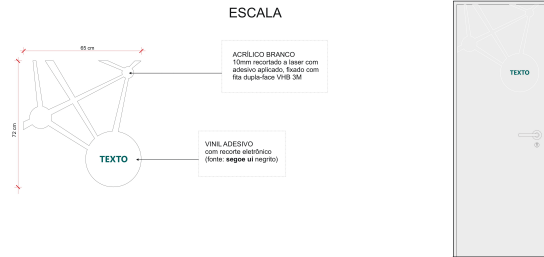 ESCALA
65 cm
ACRÍLICO BRANCO
10mm recortado a laser com
adesivo aplicado, fixado com
fita dupla-face VHB 3M
TEXTO
72 cm
VINIL ADESIVO
com recorte eletrônico
(fonte: segoe ui negrito)
TEXTO